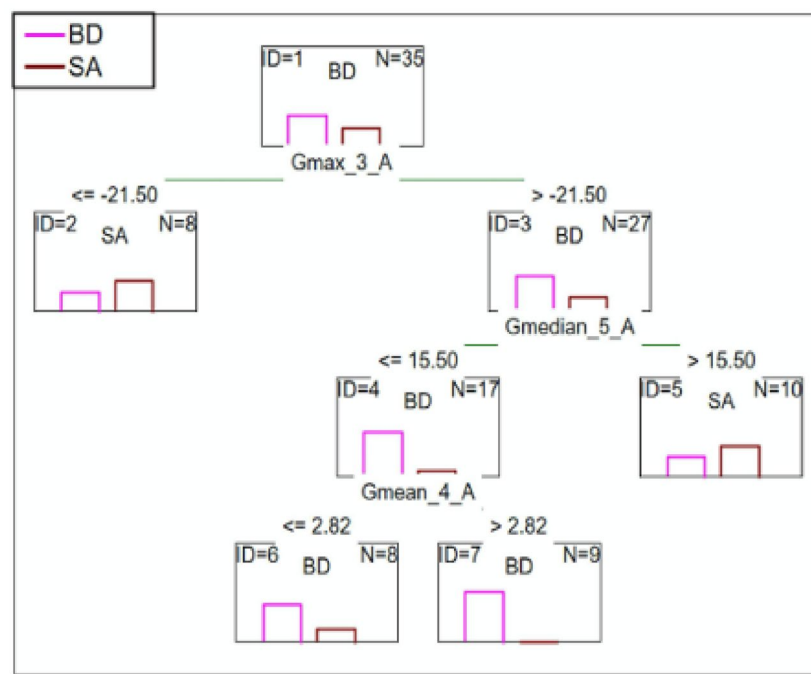 BD
SA
ID=1 N=35
BD
Gmax_3_A
<= -21.50 > -21.50
ID=2 N=8 ID=3 N=27
SA BD
Gmedian_5_A
<= 15.50 > 15.50
ID=4 N=17 ID=5 N=10
BD SA
Gmean_4_A
<= 2.82 > 2.82
ID=6 N=8 ID=7 N=9
BD BD